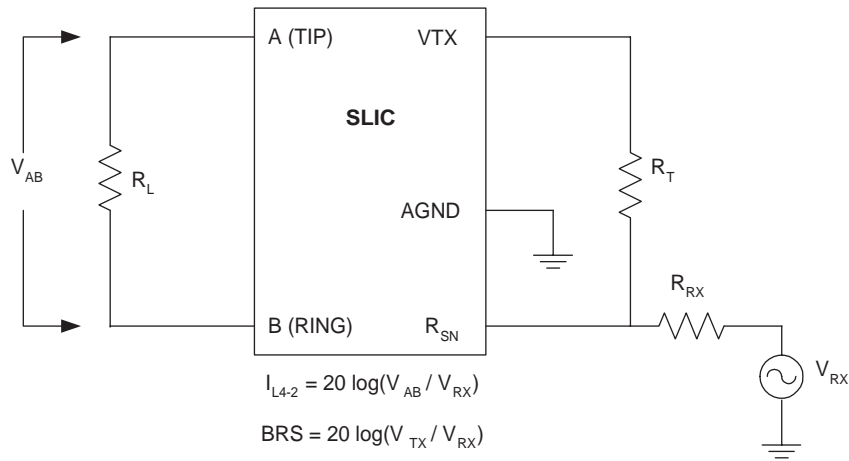 A (TIP)
VTX
SLIC
V_AB
R_L
R_T
AGND
R_RX
B (RING)
R_SN
V_RX
I_L4-2 = 20 log(V_AB / V_RX)
BRS = 20 log(V_TX / V_RX)